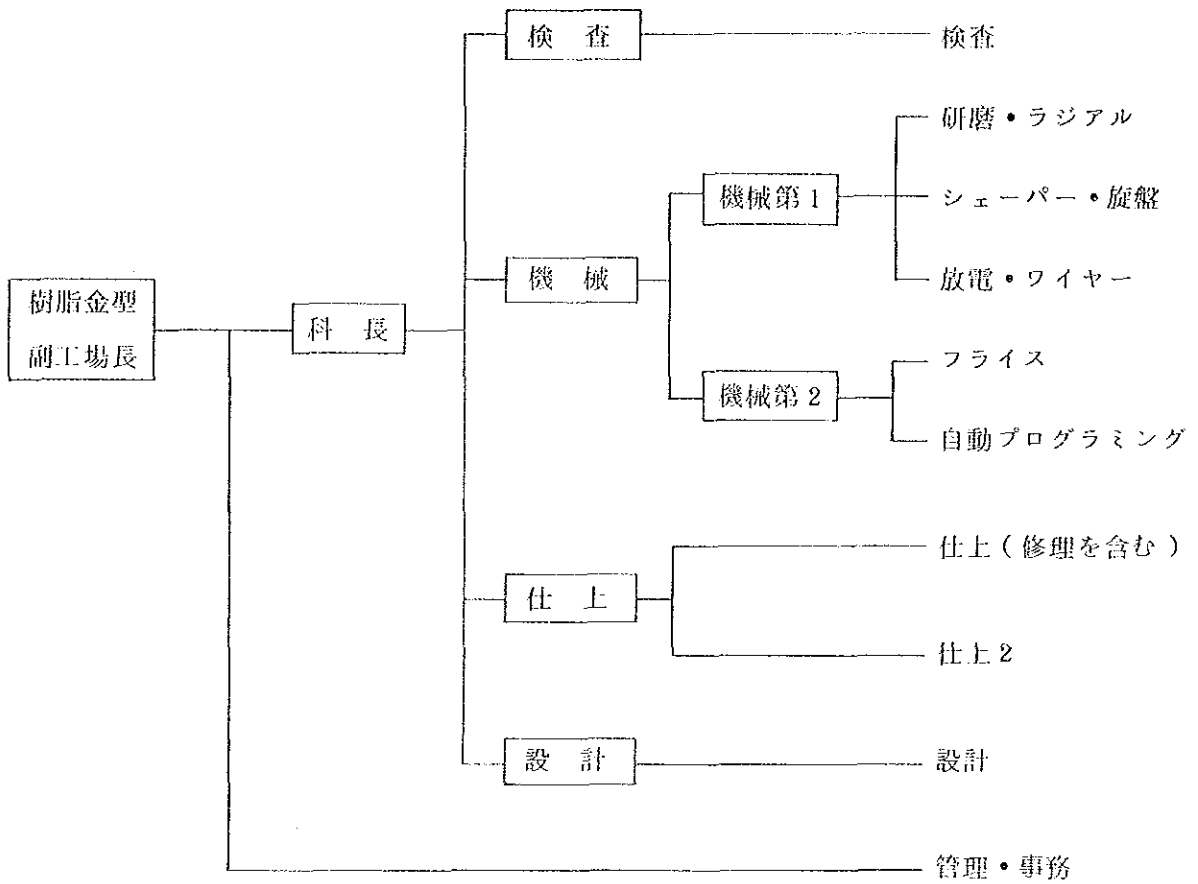 検 査
検査
研磨・ラジアル
機械第1
シェーパー・旋盤
機 械
放電・ワイヤー
樹脂金型
副工場長
科 長
フライス
機械第2
自動プログラミング
仕上(修理を含む)
仕 上
仕上2
設 計
設計
管理・事務